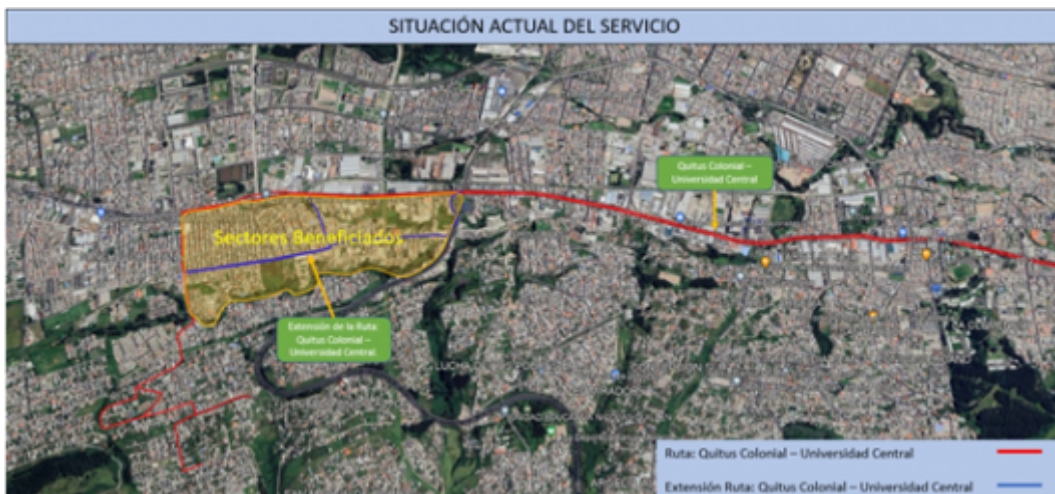 SITUACIÓN ACTUAL DEL SERVICIO
Quitus Colonial –
Universidad Central
Sectores Beneficiados
Extensión de la Ruta:
Quitus Colonial –
Universidad Central.
Ruta: Quitus Colonial – Universidad Central
Extensión Ruta: Quitus Colonial – Universidad Central